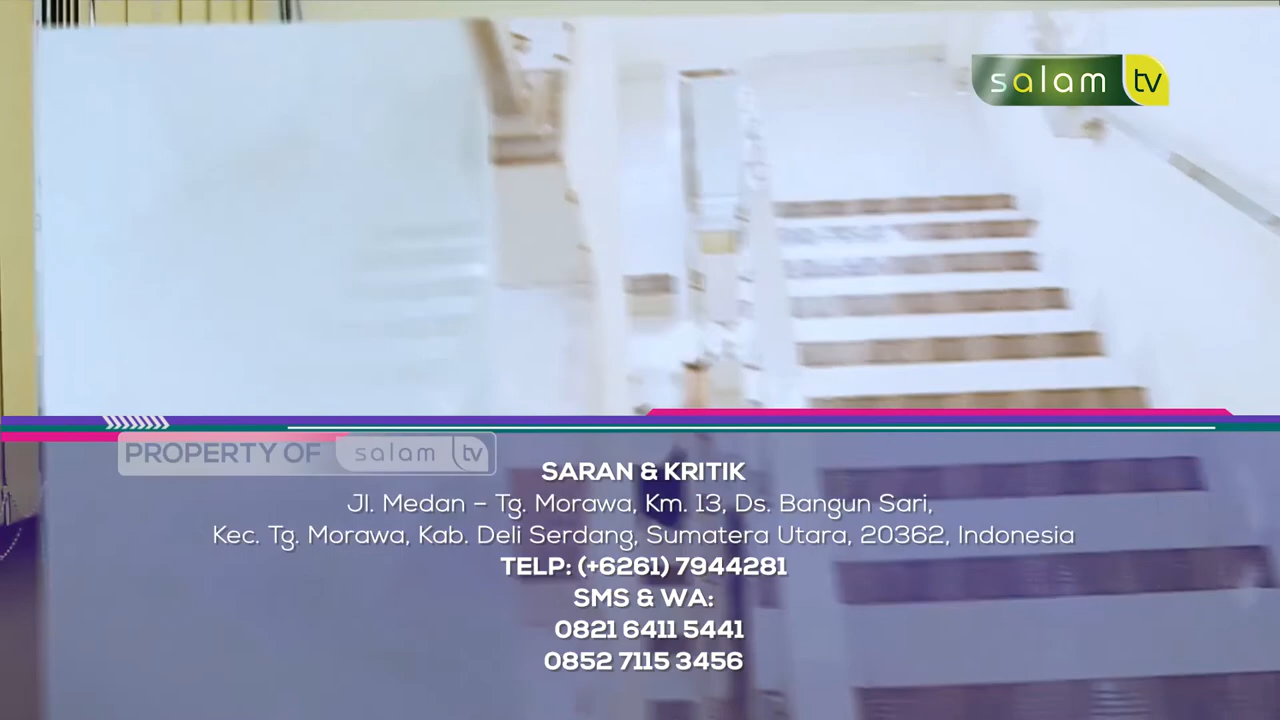 salam tv
PROPERTY OF salam tv
SARAN & KRITIK
Jl. Medan – Tg. Morawa, Km. 13, Ds. Bangun Sari,
Kec. Tg. Morawa, Kab. Deli Serdang, Sumatera Utara, 20362, Indonesia
TELP: (+6261) 7944281
SMS & WA:
0821 6411 5441
0852 7115 3456